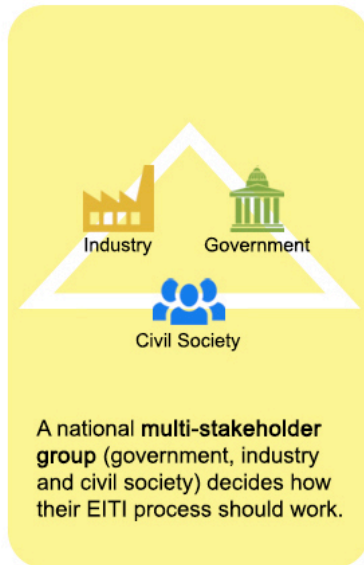 Industry
Government
Civil Society
A national multi-stakeholder
group (government, industry
and civil society) decides how
their EITI process should work.